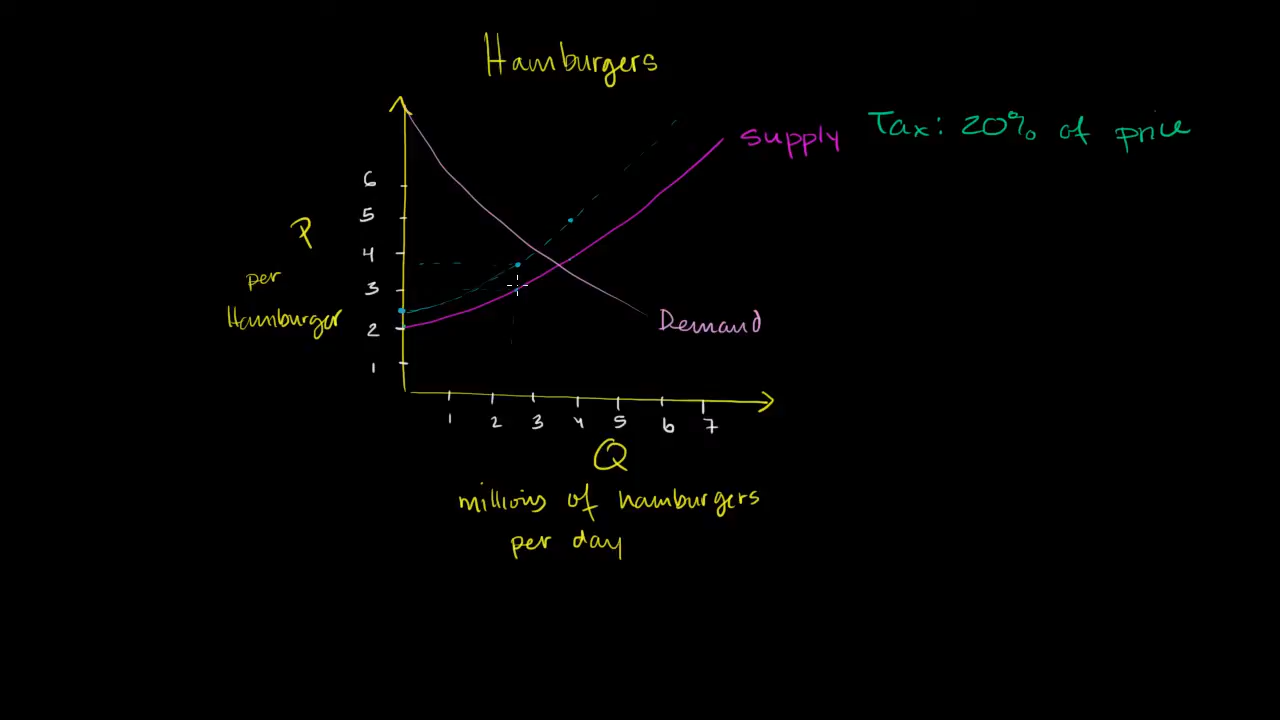 Hamburgers
Supply
Tax: 20% of price
6
5
4
3
2
1
P
per
Hamburger
Demand
1 2 3 4 5 6 7
Q
millions of hamburgers
per day